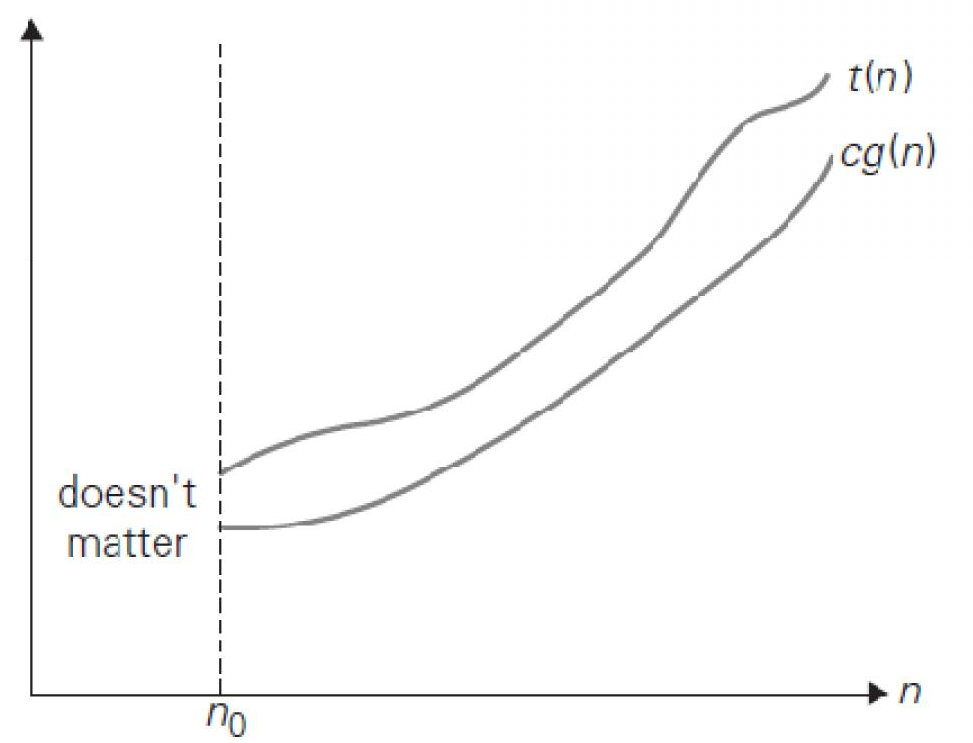 t(n)
cg(n)
doesn't
matter
n
n0